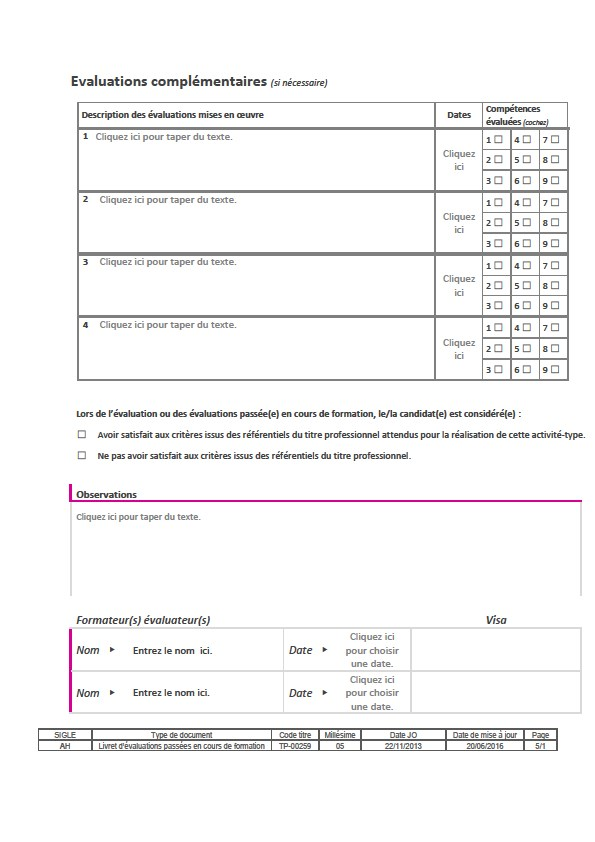 Evaluations complémentaires (si nécessaire)
Description des évaluations mises en œuvre Dates Compétences évaluées (cochez)
1 Cliquez ici pour taper du texte. Cliquez ici
1 ☐ 4 ☐ 7 ☐
2 ☐ 5 ☐ 8 ☐
3 ☐ 6 ☐ 9 ☐
2 Cliquez ici pour taper du texte. Cliquez ici
1 ☐ 4 ☐ 7 ☐
2 ☐ 5 ☐ 8 ☐
3 ☐ 6 ☐ 9 ☐
3 Cliquez ici pour taper du texte. Cliquez ici
1 ☐ 4 ☐ 7 ☐
2 ☐ 5 ☐ 8 ☐
3 ☐ 6 ☐ 9 ☐
4 Cliquez ici pour taper du texte. Cliquez ici
1 ☐ 4 ☐ 7 ☐
2 ☐ 5 ☐ 8 ☐
3 ☐ 6 ☐ 9 ☐
Lors de l’évaluation ou des évaluations passée(e) en cours de formation, le/la candidat(e) est considéré(e) :
☐ Avoir satisfait aux critères issus des référentiels du titre professionnel attendus pour la réalisation de cette activité-type.
☐ Ne pas avoir satisfait aux critères issus des référentiels du titre professionnel.
Observations
Cliquez ici pour taper du texte.
Formateur(s) évaluateur(s) Visa
Nom ► Entrez le nom ici. Date ► Cliquez ici pour choisir une date.
Nom ► Entrez le nom ici. Date ► Cliquez ici pour choisir une date.
SIGLE Type de document Code titre Millésime Date JO Date de mise à jour Page
AH Livret d'évaluations passées en cours de formation TP-00259 05 22/11/2013 20/06/2016 5/1